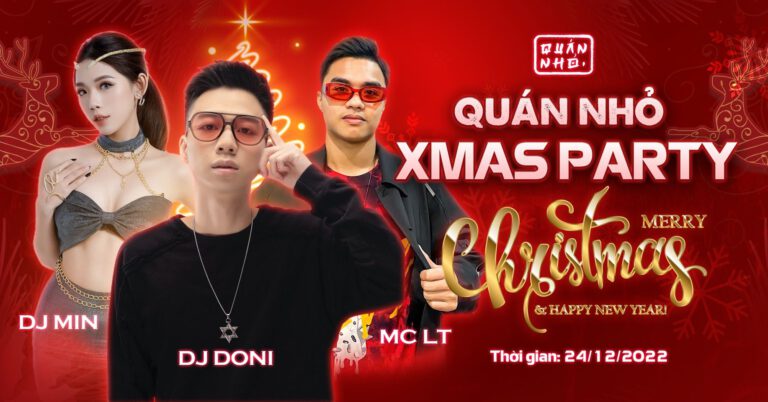 QUÁN
NHỎ.
QUÁN NHỎ
XMAS PARTY
MERRY
Christmas
& HAPPY NEW YEAR!
Thời gian: 24/12/2022
DJ MIN
DJ DONI
MC LT